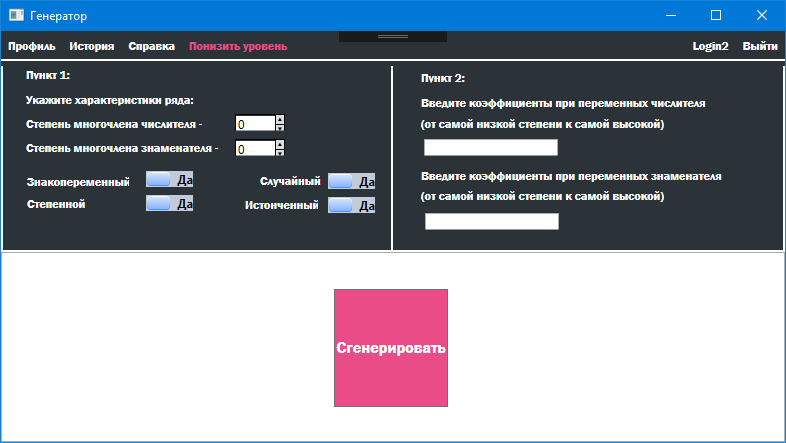 Генератор
Профиль История Справка Понизить уровень Login2 Выйти
Пункт 1:
Укажите характеристики ряда:
Степень многочлена числителя - 0
Степень многочлена знаменателя - 0
Знакопеременный Да Случайный Да
Степенной Да Истонченный Да
Пункт 2:
Введите коэффициенты при переменных числителя
(от самой низкой степени к самой высокой)
Введите коэффициенты при переменных знаменателя
(от самой низкой степени к самой высокой)
Сгенерировать